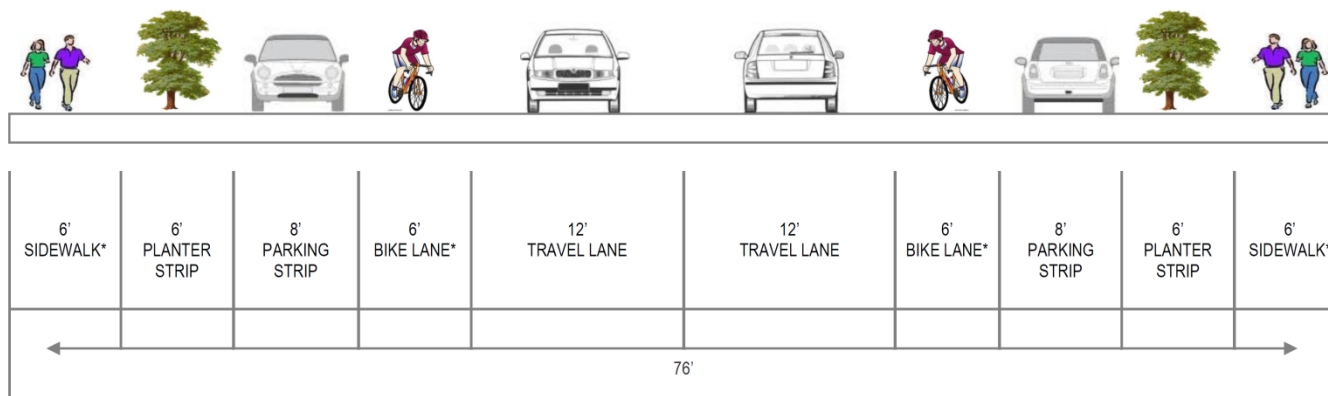 6’
SIDEWALK*
6’
PLANTER
STRIP
8’
PARKING
STRIP
6’
BIKE LANE*
12’
TRAVEL LANE
12’
TRAVEL LANE
6’
BIKE LANE*
8’
PARKING
STRIP
6’
PLANTER
STRIP
6’
SIDEWALK*
76’